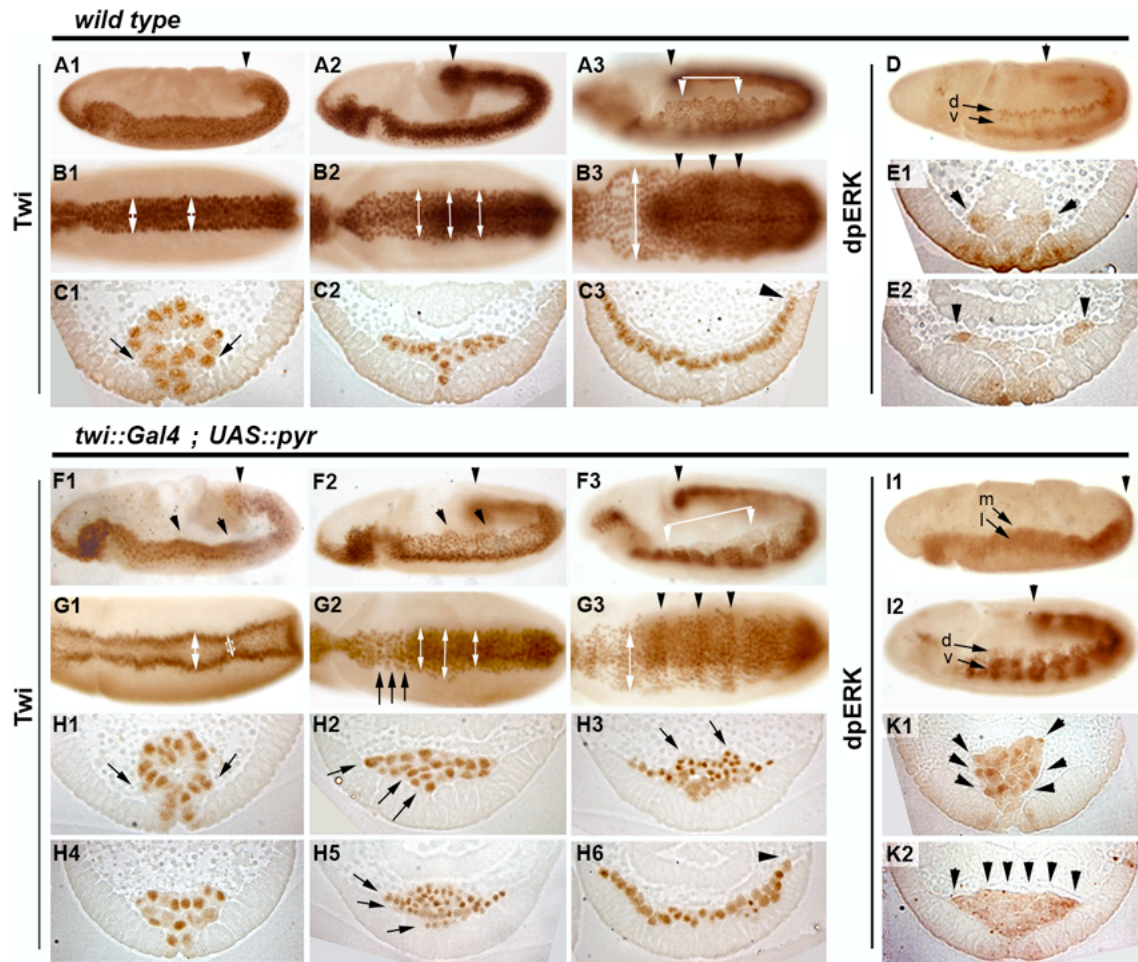 wild type
Twi
A1
A2
A3
dpERK
D
d
v
B1
B2
B3
E1
C1
C2
C3
E2
twi::Gal4 ; UAS::pyr
Twi
F1
F2
F3
dpERK
I1
m
l
G1
G2
G3
I2
d
v
H1
H2
H3
K1
H4
H5
H6
K2